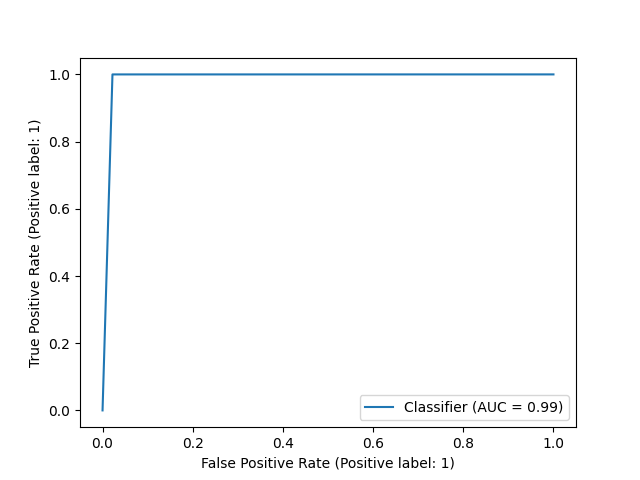 1.0
0.8
0.6
0.4
0.2
0.0
True Positive Rate (Positive label: 1)
Classifier (AUC = 0.99)
0.0 0.2 0.4 0.6 0.8 1.0
False Positive Rate (Positive label: 1)